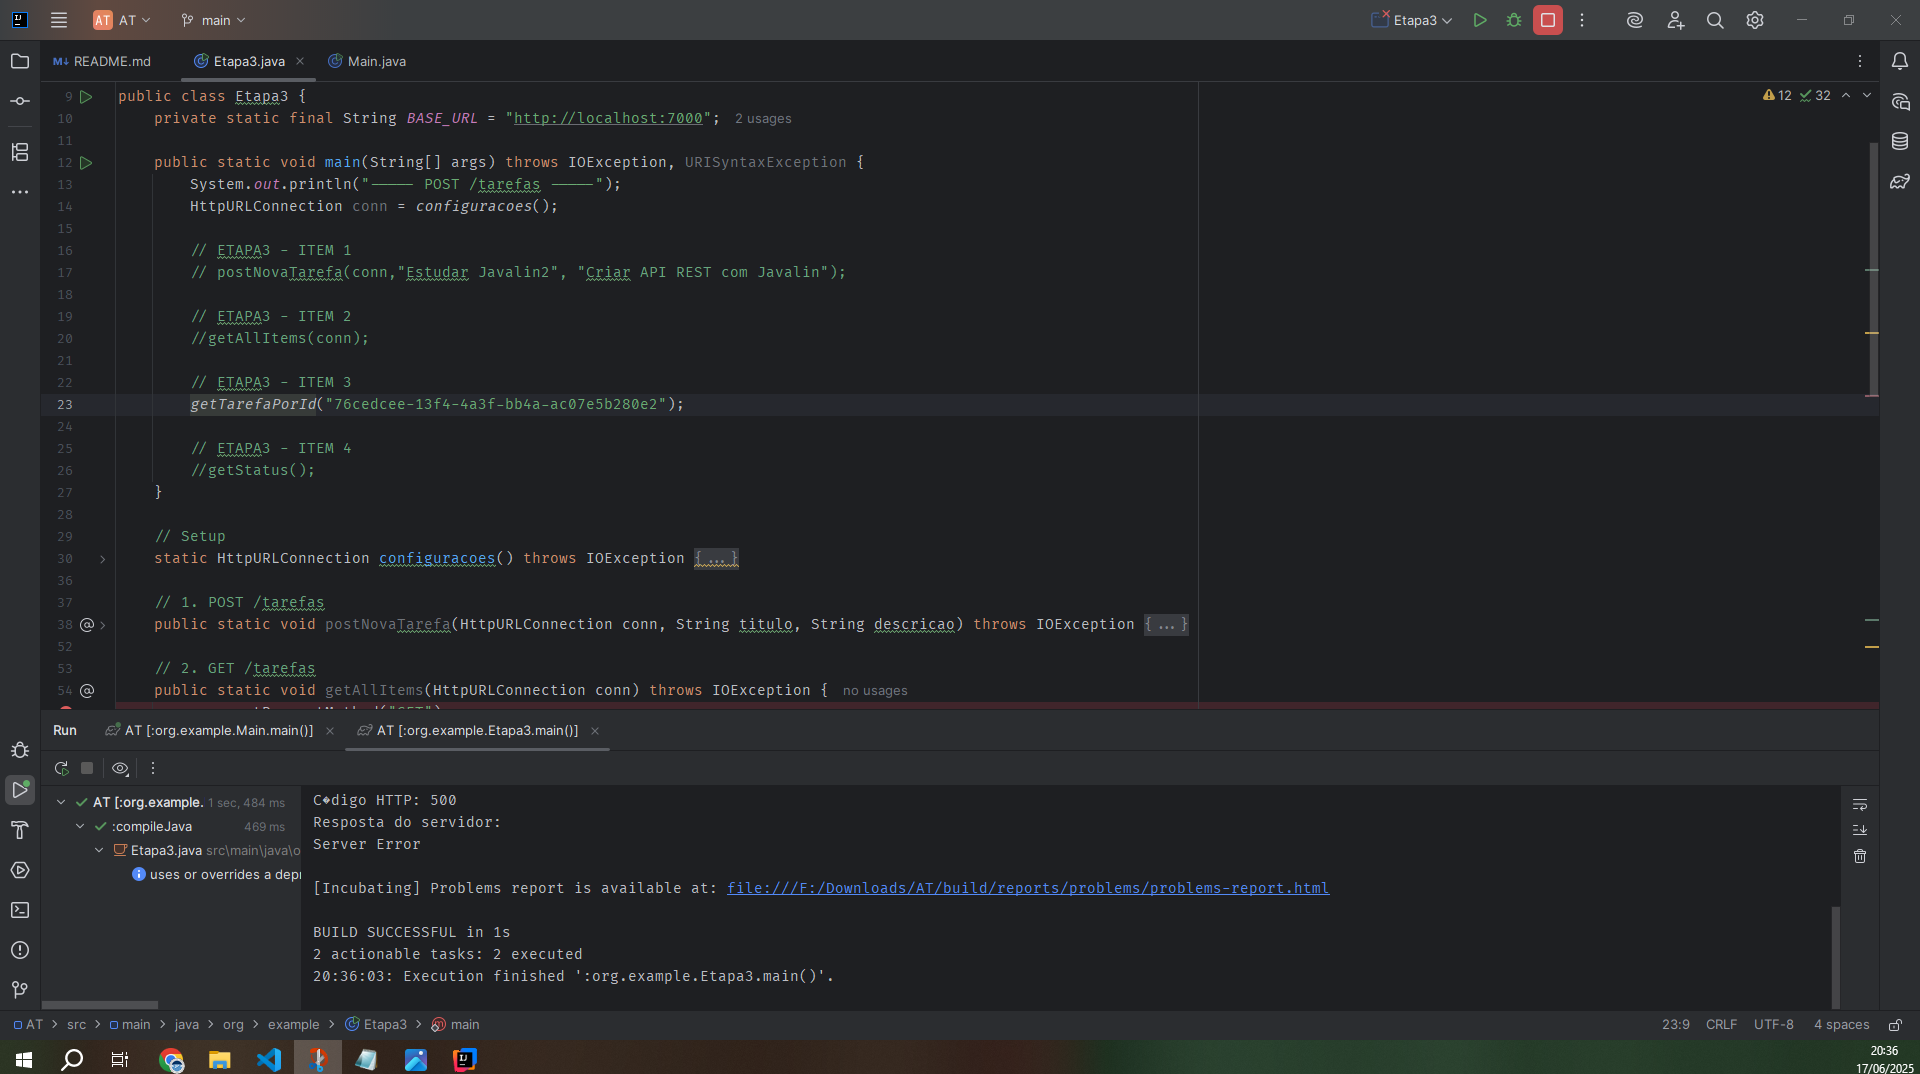 AT AT main Etapa3
README.md Etapa3.java Main.java
12 32
9 public class Etapa3 {
10 private static final String BASE_URL = "http://localhost:7000"; 2 usages
11
12 public static void main(String[] args) throws IOException, URISyntaxException {
13 System.out.println("----- POST /tarefas -----");
14 HttpURLConnection conn = configuracoes();
15
16 // ETAPA3 - ITEM 1
17 // postNovaTarefa(conn,"Estudar Javalin2", "Criar API REST com Javalin");
18
19 // ETAPA3 - ITEM 2
20 //getAllItems(conn);
21
22 // ETAPA3 - ITEM 3
23 getTarefaPorId("76cedcee-13f4-4a3f-bb4a-ac07e5b280e2");
24
25 // ETAPA3 - ITEM 4
26 //getStatus();
27 }
28
29 // Setup
30 static HttpURLConnection configuracoes() throws IOException {...}
36
37 // 1. POST /tarefas
38 public static void postNovaTarefa(HttpURLConnection conn, String titulo, String descricao) throws IOException {...}
52
53 // 2. GET /tarefas
54 public static void getAllItems(HttpURLConnection conn) throws IOException { no usages
Run AT [:org.example.Main.main()] AT [:org.example.Etapa3.main()]
AT [:org.example. 1 sec, 484 ms
:compileJava 469 ms
Etapa3.java src\main\java\o
uses or overrides a depr
C�digo HTTP: 500
Resposta do servidor:
Server Error
[Incubating] Problems report is available at: file:///F:/Downloads/AT/build/reports/problems/problems-report.html
BUILD SUCCESSFUL in 1s
2 actionable tasks: 2 executed
20:36:03: Execution finished ':org.example.Etapa3.main()'.
AT > src > main > java > org > example > Etapa3 > main 23:9 CRLF UTF-8 4 spaces
20:36
17/06/2025